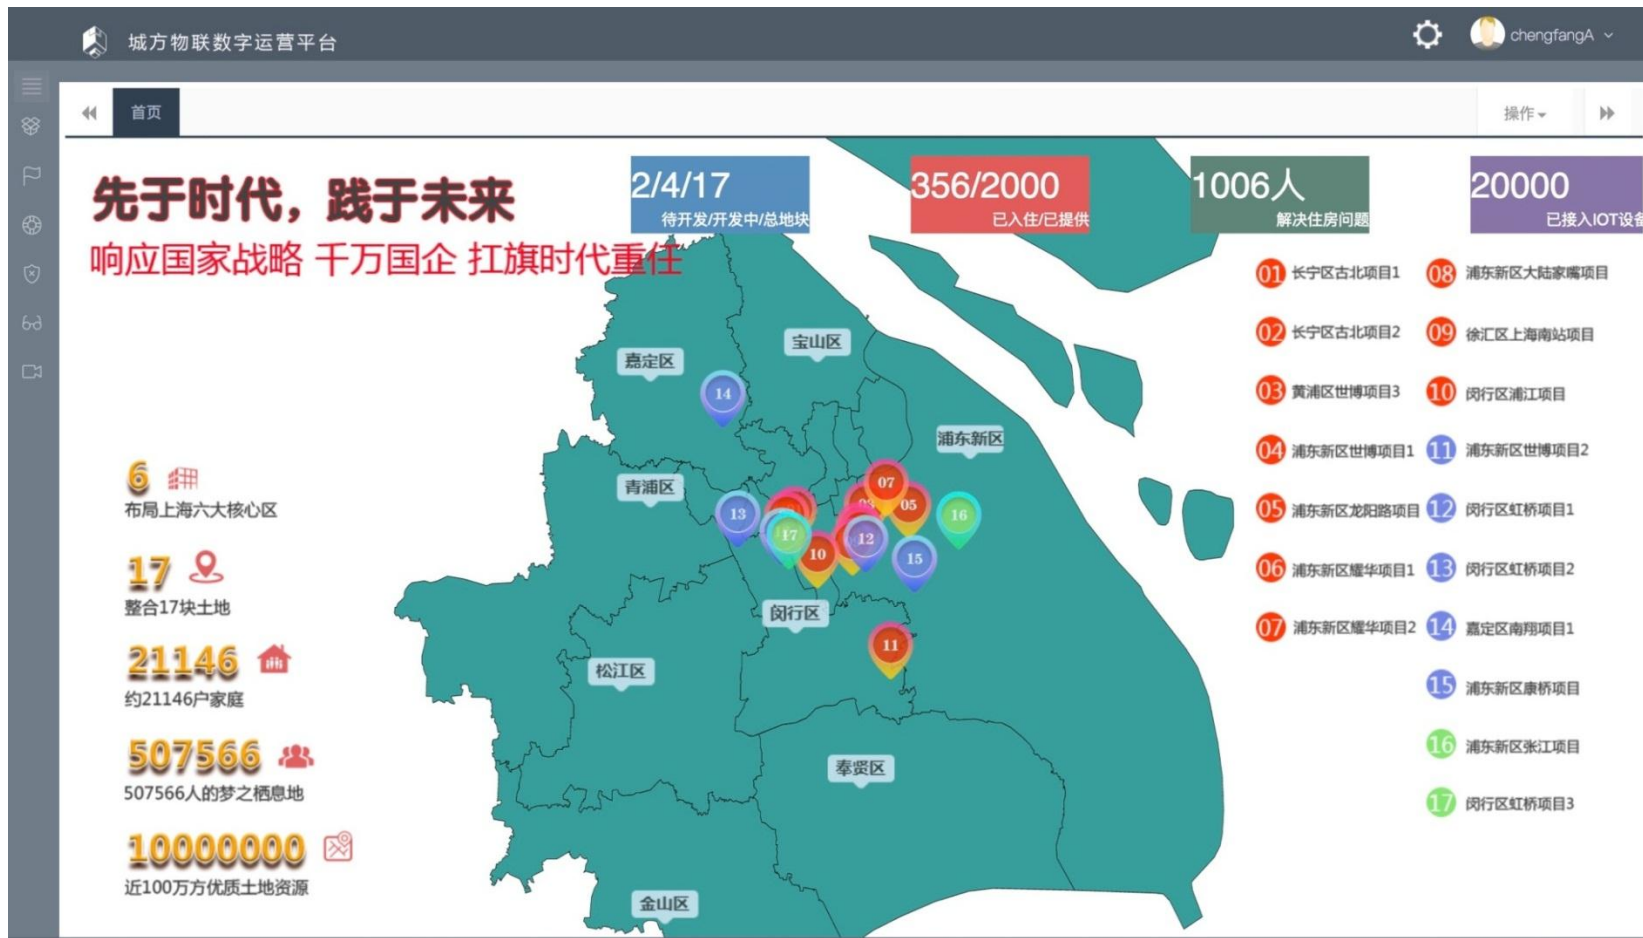 城方物联数字运营平台
chengfangA
首页
操作
先于时代，践于未来
响应国家战略 千万国企 扛旗时代重任
2/4/17
待开发/开发中/总地块
356/2000
已入住/已提供
1006人
解决住房问题
20000
已接入IOT设备
01 长宁区古北项目1
02 长宁区古北项目2
03 黄浦区世博项目3
04 浦东新区世博项目1
05 浦东新区龙阳路项目
06 浦东新区耀华项目1
07 浦东新区耀华项目2
08 浦东新区大陆家嘴项目
09 徐汇区上海南站项目
10 闵行区浦江项目
11 浦东新区世博项目2
12 闵行区虹桥项目1
13 闵行区虹桥项目2
14 嘉定区南翔项目1
15 浦东新区康桥项目
16 浦东新区张江项目
17 闵行区虹桥项目3
6
布局上海六大核心区
17
整合17块土地
21146
约21146户家庭
507566
507566人的梦之栖息地
10000000
近100万方优质土地资源
宝山区
嘉定区
14
浦东新区
青浦区
13
07
05
16
17
10
12
15
闵行区
11
松江区
奉贤区
金山区